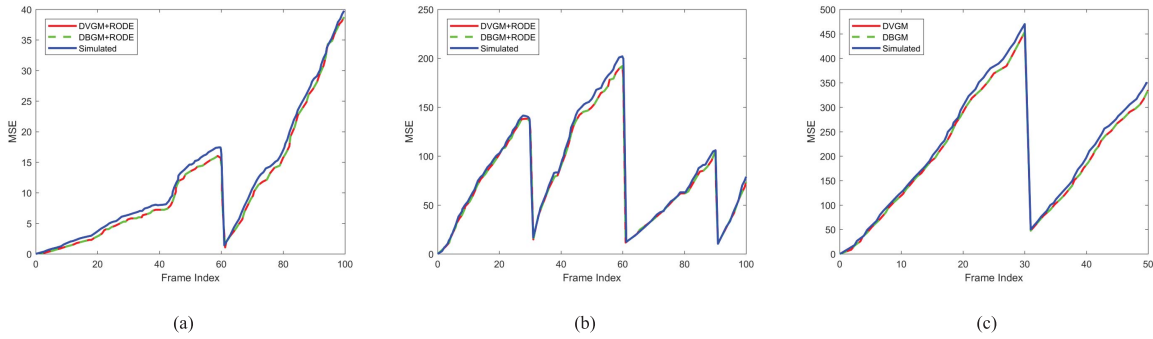 40
35
30
25
20
15
10
5
0
MSE
DVGM+RODE
DBGM+RODE
Simulated
0 20 40 60 80 100
Frame Index
(a)
250
200
150
100
50
0
MSE
DVGM+RODE
DBGM+RODE
Simulated
0 20 40 60 80 100
Frame Index
(b)
500
450
400
350
300
250
200
150
100
50
0
MSE
DVGM
DBGM
Simulated
0 10 20 30 40 50
Frame Index
(c)